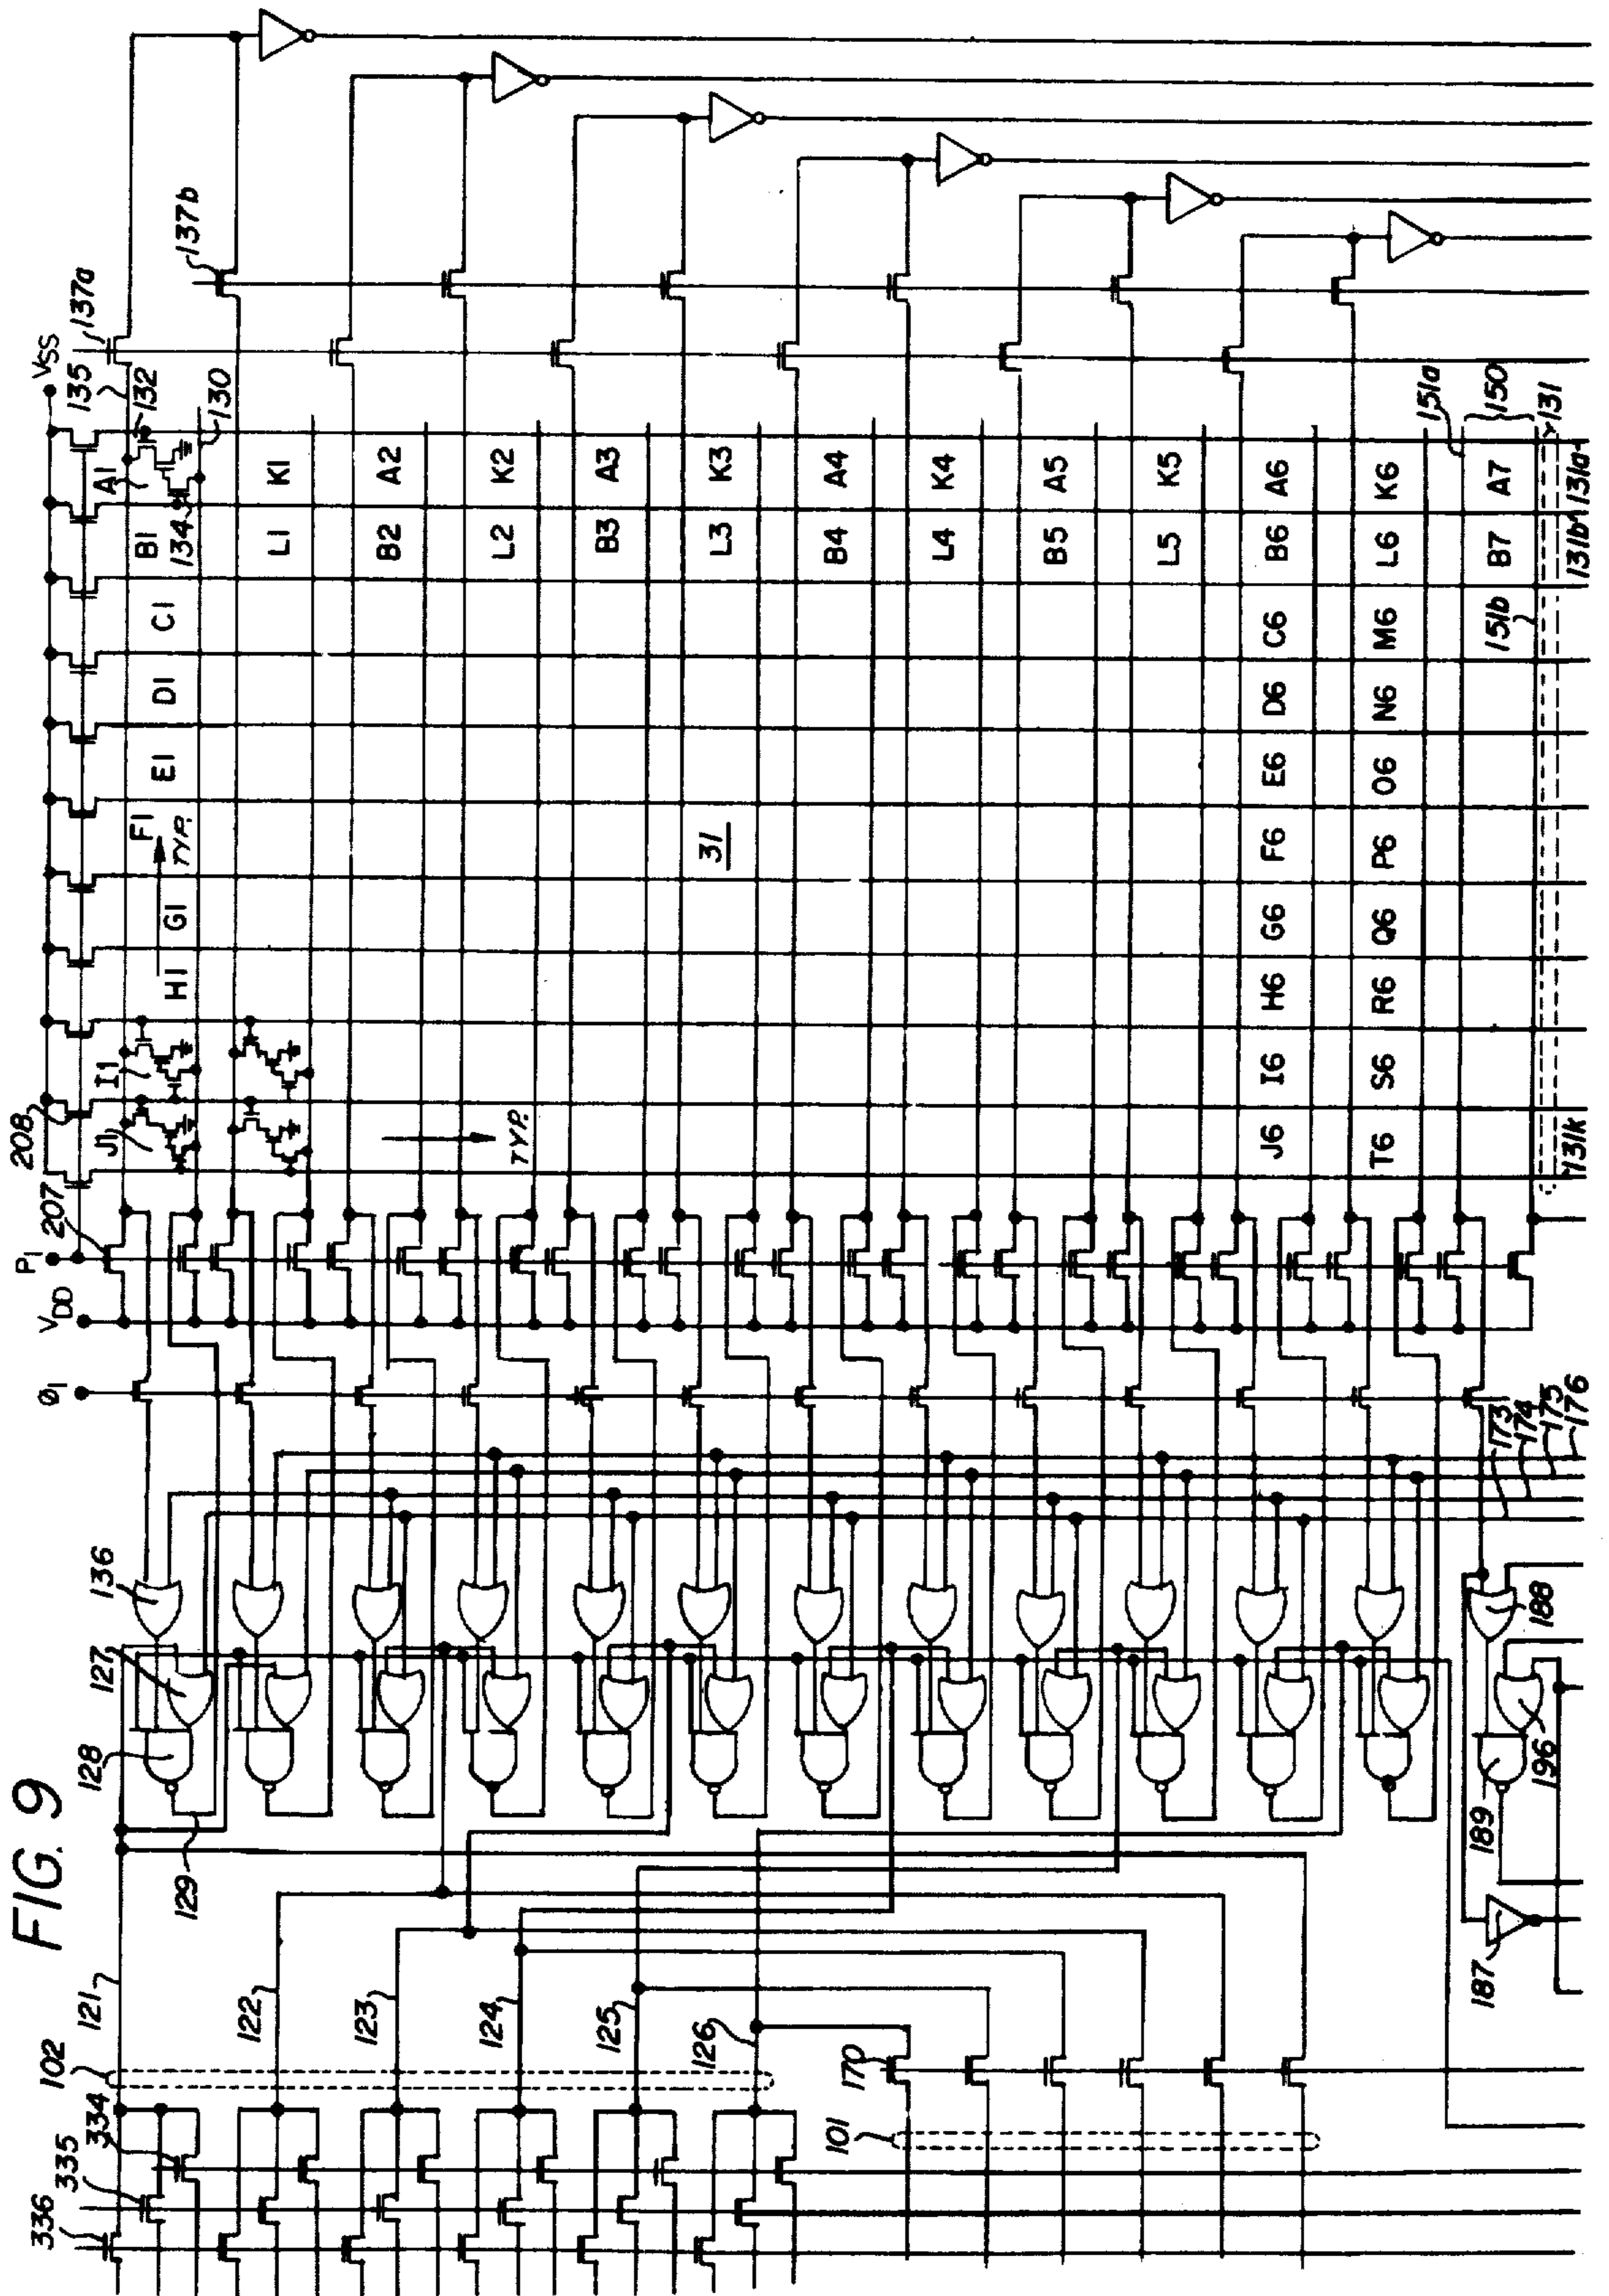 FIG. 9
336
335
334
102
121
122
123
124
125
126
101
170
129
128
127
136
187
189
196
188
173
174
175
176
Ø1
VDD
P1
207
208
VSS
J1
I1
H1
G1
F1
TYP.
E1
D1
C1
B1
134
A1
135
132
130
137a
137b
TYP.
31
L1 K1
B2 A2
L2 K2
B3 A3
L3 K3
B4 A4
L4 K4
B5 A5
L5 K5
J6 I6 H6 G6 F6 E6 D6 C6 B6 A6
T6 S6 R6 Q6 P6 O6 N6 M6 L6 K6
B7 A7
151a
151b
150
131
131k
131b
131a